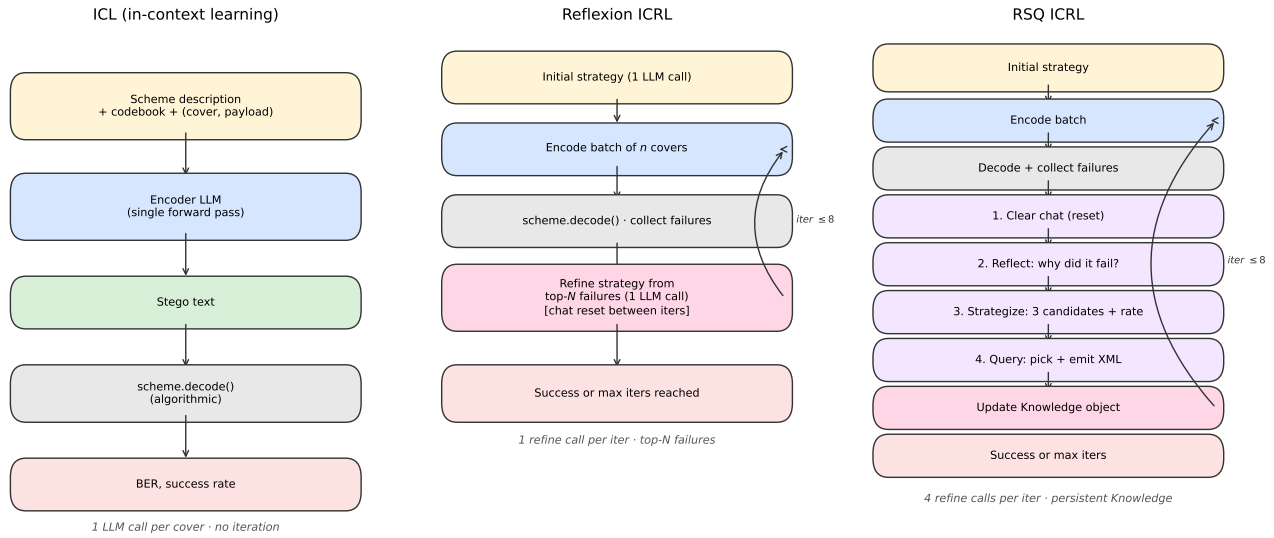 ICL (in-context learning)
Scheme description
+ codebook + (cover, payload)
Encoder LLM
(single forward pass)
Stego text
scheme.decode()
(algorithmic)
BER, success rate
1 LLM call per cover · no iteration
Reflexion ICRL
Initial strategy (1 LLM call)
Encode batch of n covers
scheme.decode() · collect failures
iter ≤ 8
Refine strategy from
top-N failures (1 LLM call)
[chat reset between iters]
Success or max iters reached
1 refine call per iter · top-N failures
RSQ ICRL
Initial strategy
Encode batch
Decode + collect failures
1. Clear chat (reset)
2. Reflect: why did it fail?
iter ≤ 8
3. Strategize: 3 candidates + rate
4. Query: pick + emit XML
Update Knowledge object
Success or max iters
4 refine calls per iter · persistent Knowledge